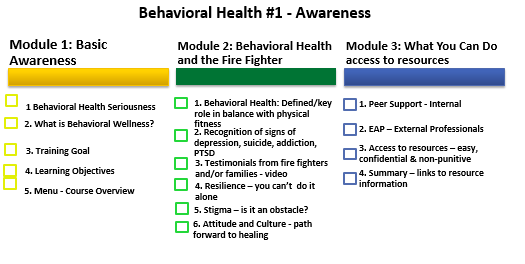 Behavioral Health #1 - Awareness
Module 1: Basic
Awareness
1 Behavioral Health Seriousness
2. What is Behavioral Wellness?
3. Training Goal
4. Learning Objectives
5. Menu - Course Overview
Module 2: Behavioral Health
and the Fire Fighter
1. Behavioral Health: Defined/key
role in balance with physical
fitness
2. Recognition of signs of
depression, suicide, addiction,
PTSD
3. Testimonials from fire fighters
and/or families - video
4. Resilience – you can't do it
alone
5. Stigma – is it an obstacle?
6. Attitude and Culture - path
forward to healing
Module 3: What You Can Do
access to resources
1. Peer Support - Internal
2. EAP – External Professionals
3. Access to resources – easy,
confidential & non-punitive
4. Summary – links to resource
information